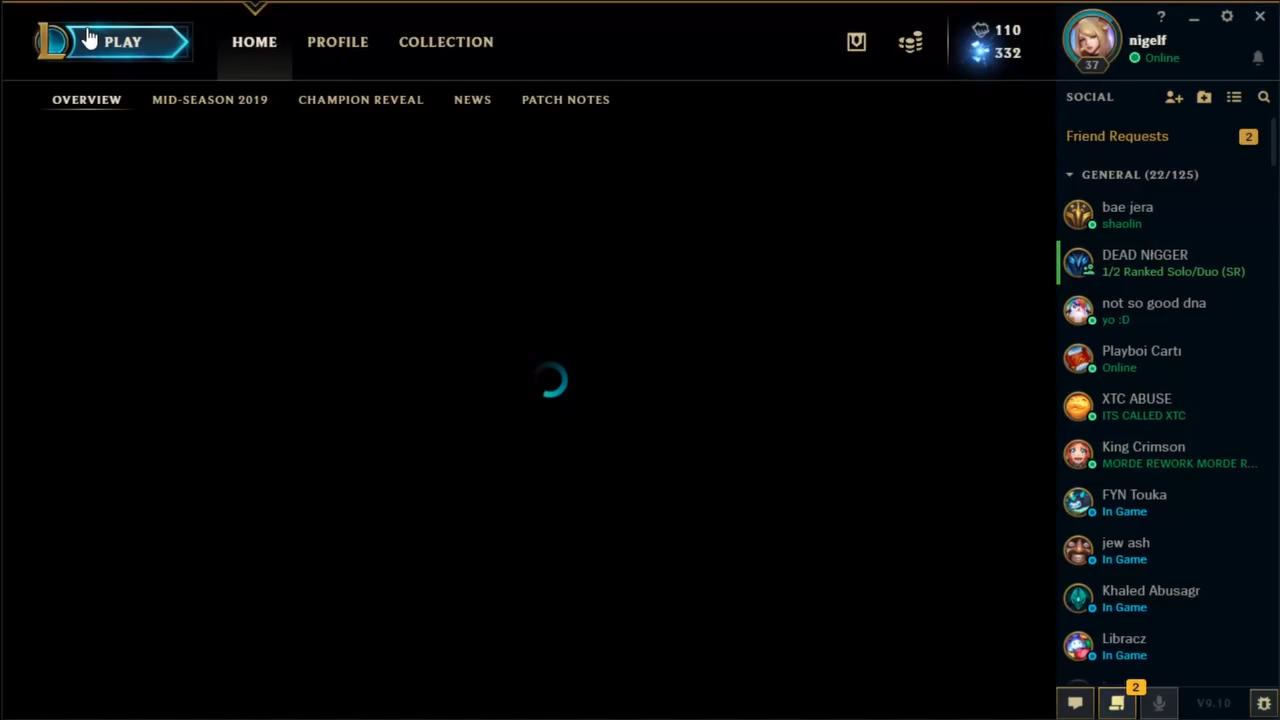 PLAY
HOME
PROFILE
COLLECTION
110
332
?
37
nigelf
Online
OVERVIEW
MID-SEASON 2019
CHAMPION REVEAL
NEWS
PATCH NOTES
SOCIAL
Friend Requests
2
GENERAL (22/125)
bae jera
shaolin
DEAD NIGGER
1/2 Ranked Solo/Duo (SR)
not so good dna
yo :D
Playboi Cartı
Online
XTC ABUSE
ITS CALLED XTC
King Crimson
MORDE REWORK MORDE R...
FYN Touka
In Game
jew ash
In Game
Khaled Abusagr
In Game
Libracz
In Game
2
V9.10